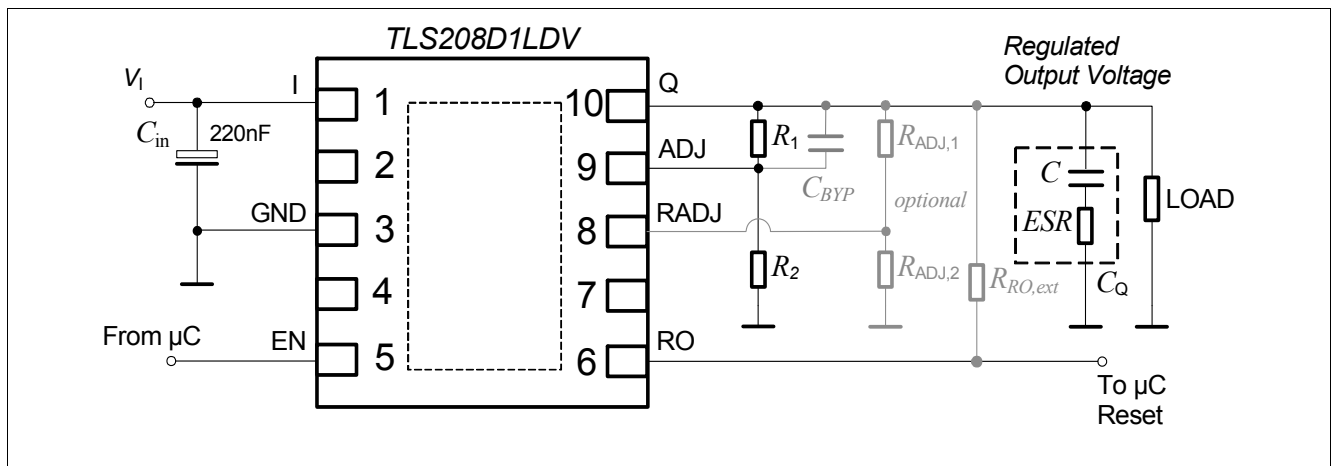 TLS208D1LDV
Regulated
Output Voltage
VI
I
1
10
Q
Cin
220nF
2
9
ADJ
R1
CBYP
RADJ,1
optional
C
ESR
CQ
LOAD
GND
3
8
RADJ
4
7
R2
RADJ,2
RRO,ext
From µC
EN
5
6
RO
To µC
Reset